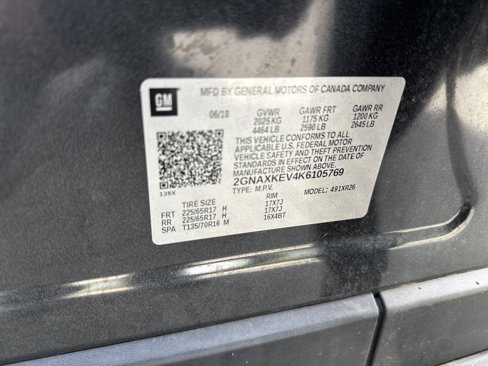 MFD BY GENERAL MOTORS OF CANADA COMPANY
GM
06/18 GVWR GAWR FRT GAWR RR
2025 KG 1175 KG 1200 KG
4464 LB 2590 LB 2645 LB
THIS VEHICLE CONFORMS TO ALL
APPLICABLE U.S. FEDERAL MOTOR
VEHICLE SAFETY AND THEFT PREVENTION
STANDARDS IN EFFECT ON THE DATE OF
MANUFACTURE SHOWN ABOVE.
2GNAXKEV4K6105769
139X TYPE: M.P.V. MODEL: 491XR26
TIRE SIZE RIM
FRT 225/65R17 H 17X7J
RR 225/65R17 H 17X7J
SPA T135/70R16 M 16X4BT